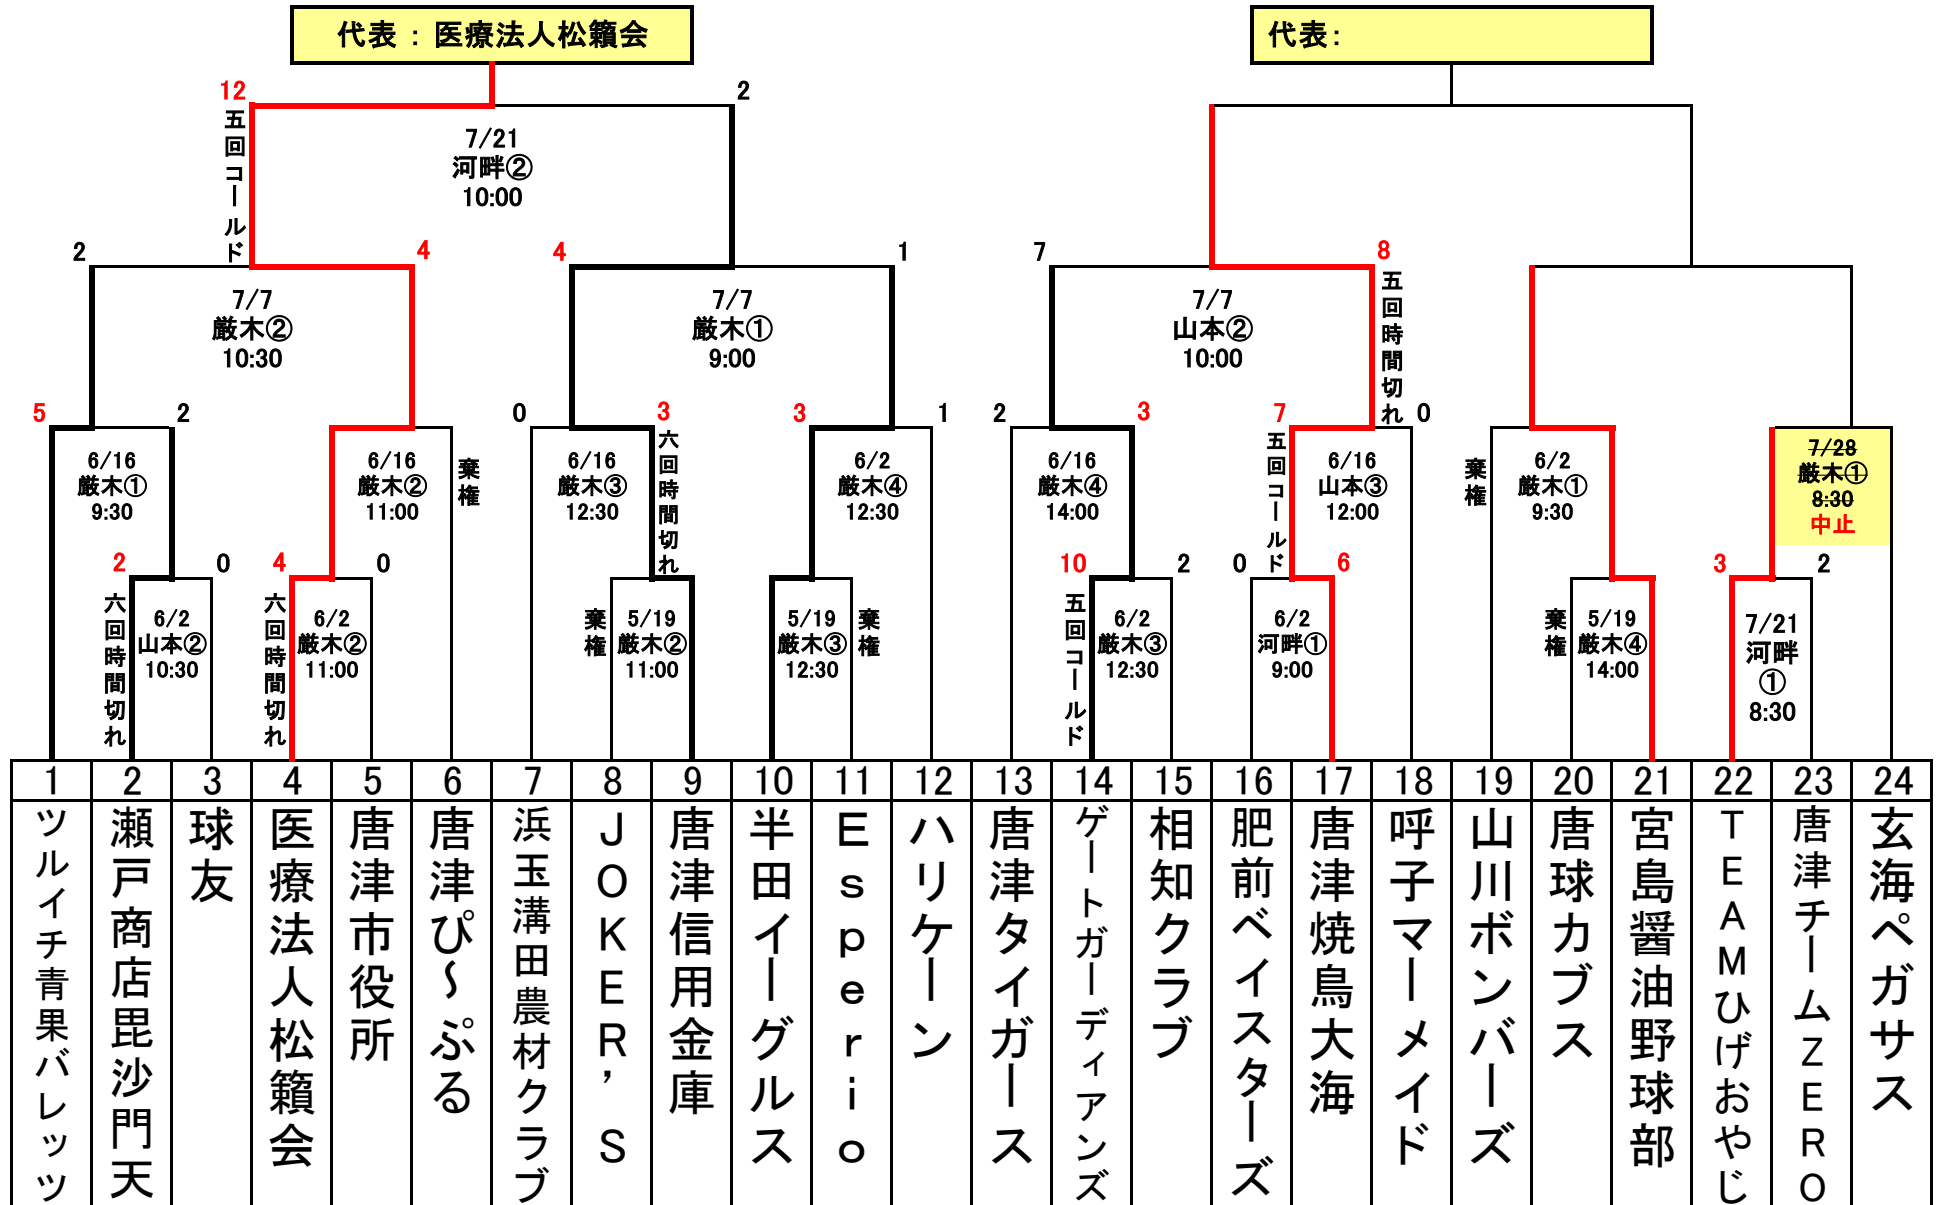 代表 : 医療法人松籟会
代表:
12
2
五回コールド
7/21
河畔②
10:00
2
4
4
1
7
8
7/7
厳木②
10:30
7/7
厳木①
9:00
7/7
山本②
10:00
五回時間切れ
5
2
0
3
3
1
2
3
7
0
6/16
厳木①
9:30
6/16
厳木②
11:00
棄権
6/16
厳木③
12:30
六回時間切れ
6/2
厳木④
12:30
6/16
厳木④
14:00
五回コールド
6/16
山本③
12:00
棄権
6/2
厳木①
9:30
7/28
厳木①
8:30
中止
2
0
4
0
10
2
0
6
3
2
六回時間切れ
6/2
山本②
10:30
六回時間切れ
6/2
厳木②
11:00
棄権
5/19
厳木②
11:00
5/19
厳木③
12:30
棄権
五回コールド
6/2
厳木③
12:30
6/2
河畔①
9:00
棄権
5/19
厳木④
14:00
7/21
河畔
①
8:30
1 2 3 4 5 6 7 8 9 10 11 12 13 14 15 16 17 18 19 20 21 22 23 24
ツルイチ青果バレッツ
瀬戸商店毘沙門天
球友
医療法人松籟会
唐津市役所
唐津ぴ～ぷる
浜玉溝田農材クラブ
JOKER’S
唐津信用金庫
半田イーグルス
Esperio
ハリケーン
唐津タイガース
ゲートガーディアンズ
相知クラブ
肥前ベイスターズ
唐津焼鳥大海
呼子マーメイド
山川ボンバーズ
唐球カブス
宮島醤油野球部
TEAMひげおやじ
唐津チームZERO
玄海ペガサス